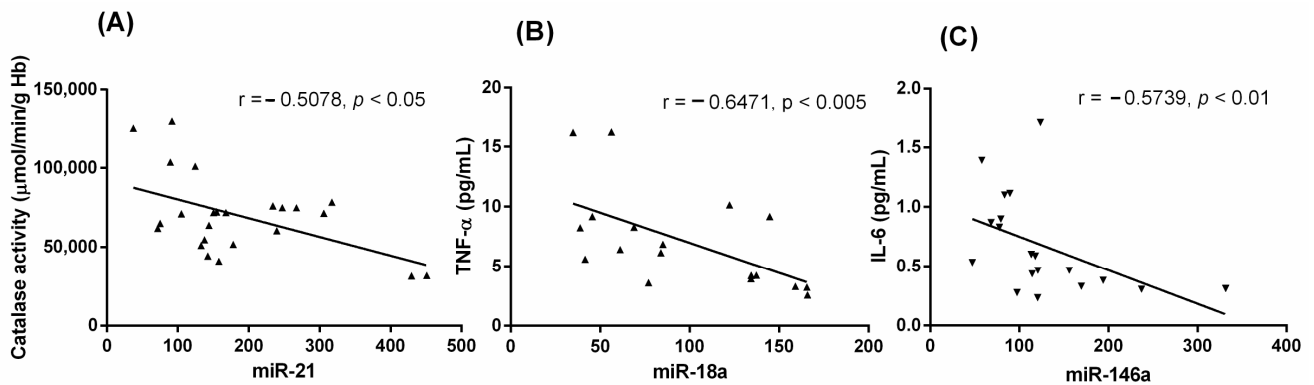 (A)
Catalase activity (μmol/min/g Hb)
150,000
100,000
50,000
0
0 100 200 300 400 500
miR-21
r = − 0.5078, p < 0.05
(B)
TNF-α (pg/mL)
20
15
10
5
0
0 50 100 150 200
miR-18a
r = −0.6471, p < 0.005
(C)
IL-6 (pg/mL)
2.0
1.5
1.0
0.5
0.0
0 100 200 300 400
miR-146a
r = −0.5739, p < 0.01